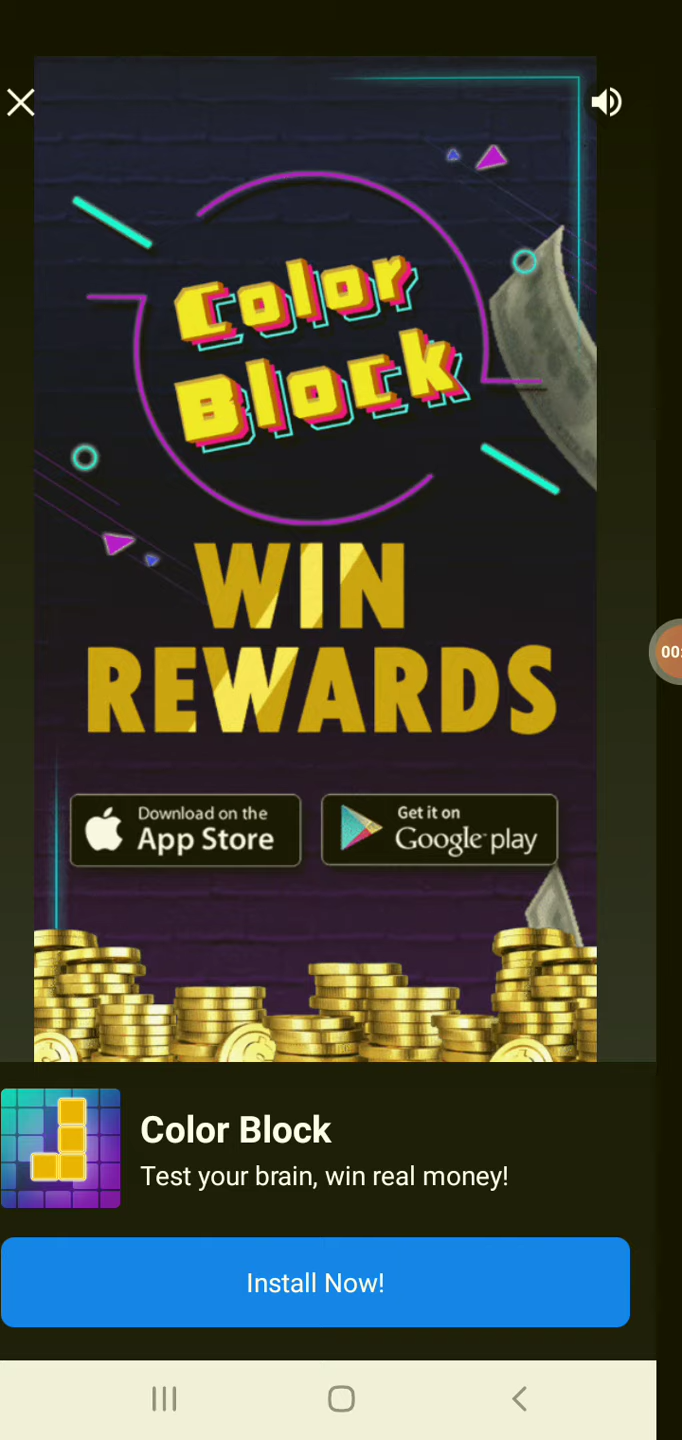 Color
Block
WIN
REWARDS
Download on the
App Store
Get it on
Google play
Color Block
Test your brain, win real money!
Install Now!
00: